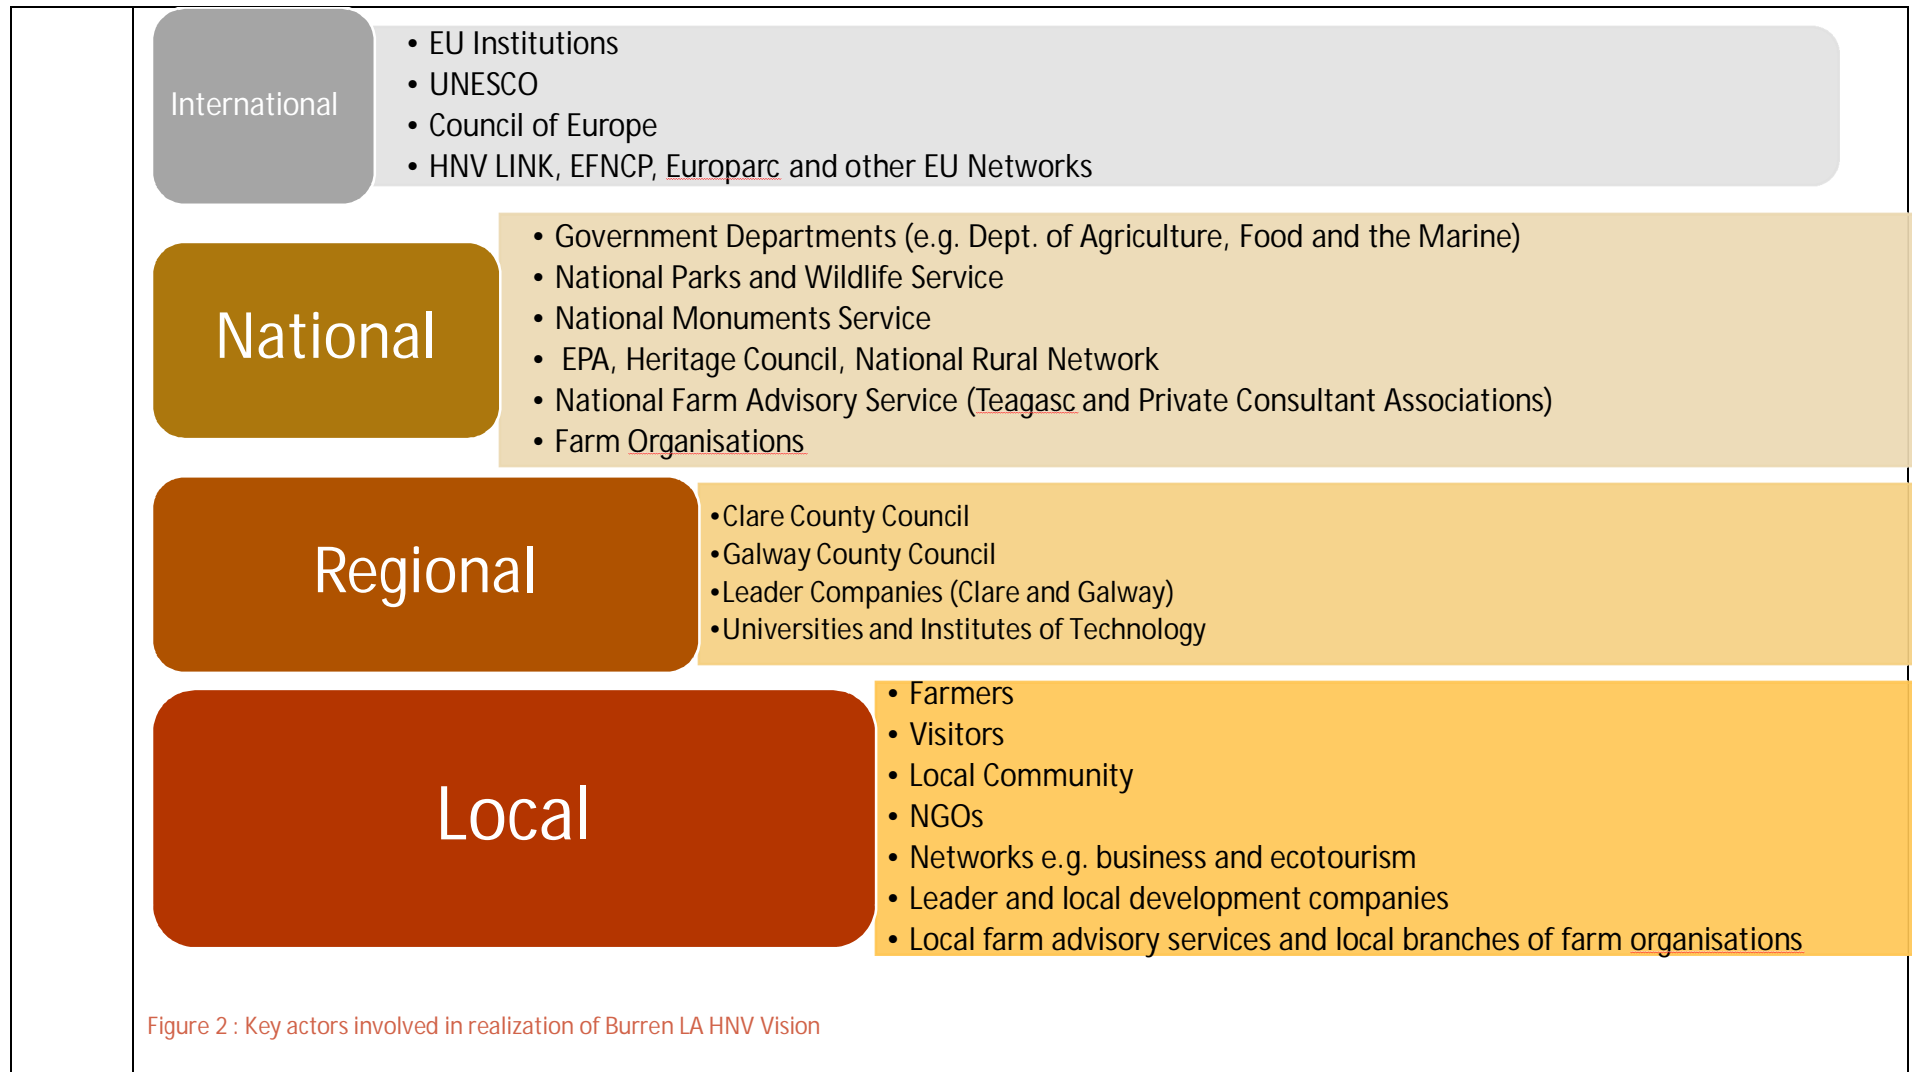 International
• EU Institutions
• UNESCO
• Council of Europe
• HNV LINK, EFNCP, Europarc and other EU Networks
National
• Government Departments (e.g. Dept. of Agriculture, Food and the Marine)
• National Parks and Wildlife Service
• National Monuments Service
• EPA, Heritage Council, National Rural Network
• National Farm Advisory Service (Teagasc and Private Consultant Associations)
• Farm Organisations
Regional
•Clare County Council
•Galway County Council
•Leader Companies (Clare and Galway)
•Universities and Institutes of Technology
Local
• Farmers
• Visitors
• Local Community
• NGOs
• Networks e.g. business and ecotourism
• Leader and local development companies
• Local farm advisory services and local branches of farm organisations
Figure 2 : Key actors involved in realization of Burren LA HNV Vision